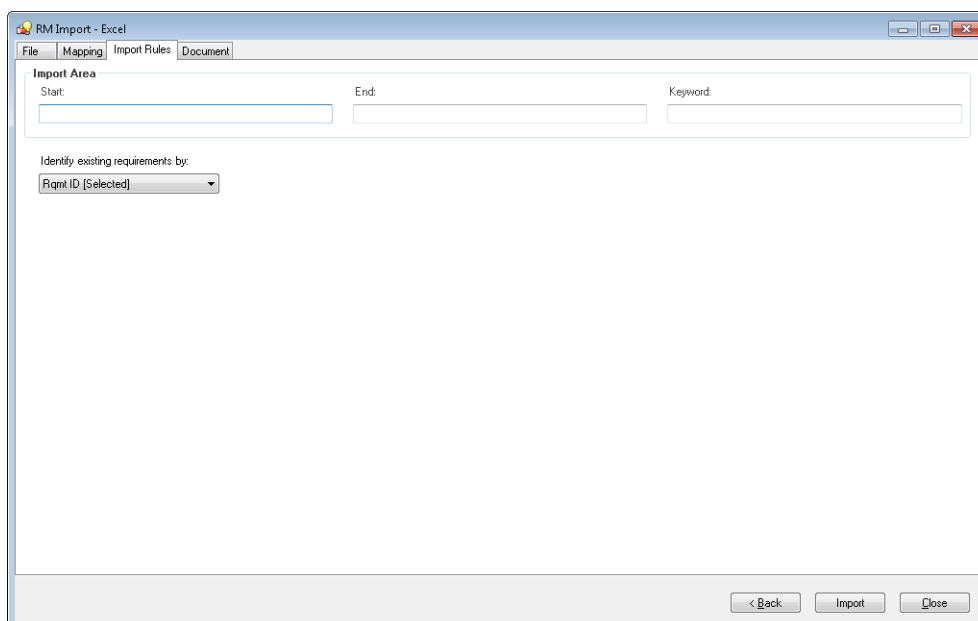 RM Import - Excel
File Mapping Import Rules Document
Import Area
Start: End: Keyword:
Identify existing requirements by:
Rqmt ID [Selected]
< Back Import Close